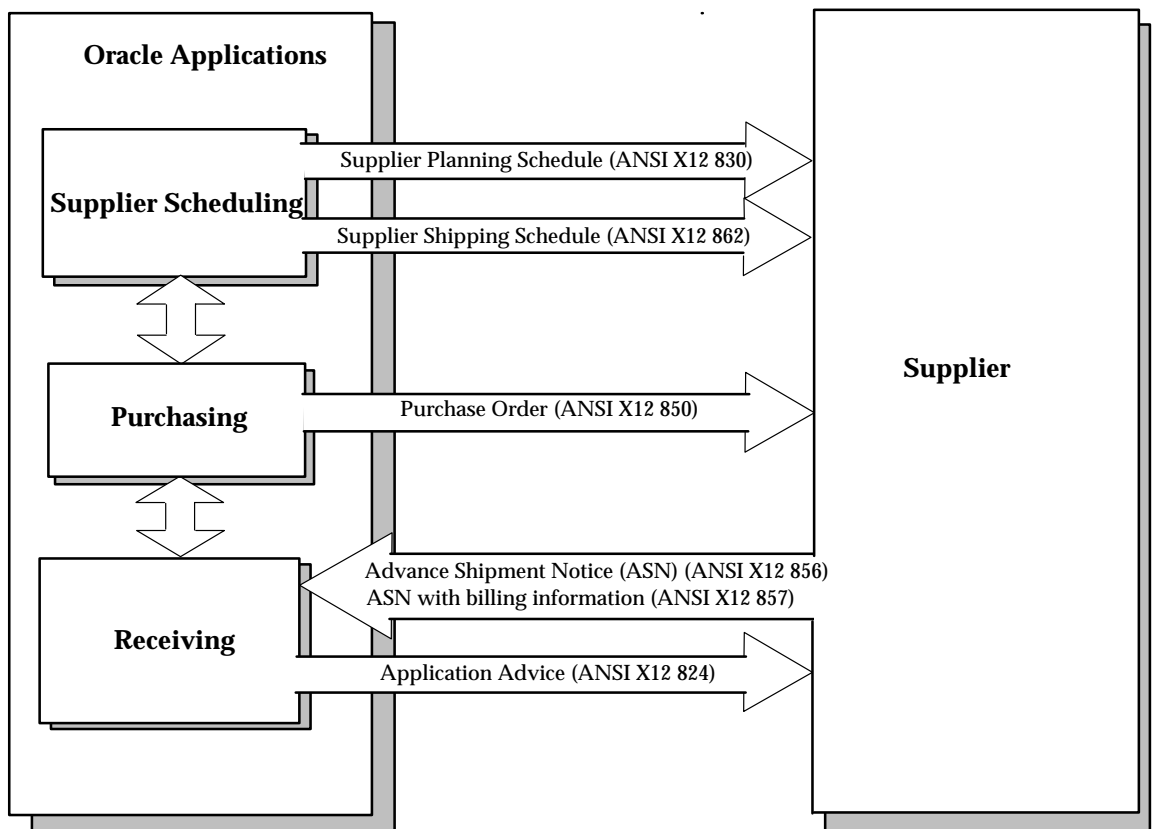 Oracle Applications
Supplier Planning Schedule (ANSI X12 830)
Supplier Scheduling
Supplier Shipping Schedule (ANSI X12 862)
Supplier
Purchasing
Purchase Order (ANSI X12 850)
Advance Shipment Notice (ASN) (ANSI X12 856)
ASN with billing information (ANSI X12 857)
Receiving
Application Advice (ANSI X12 824)